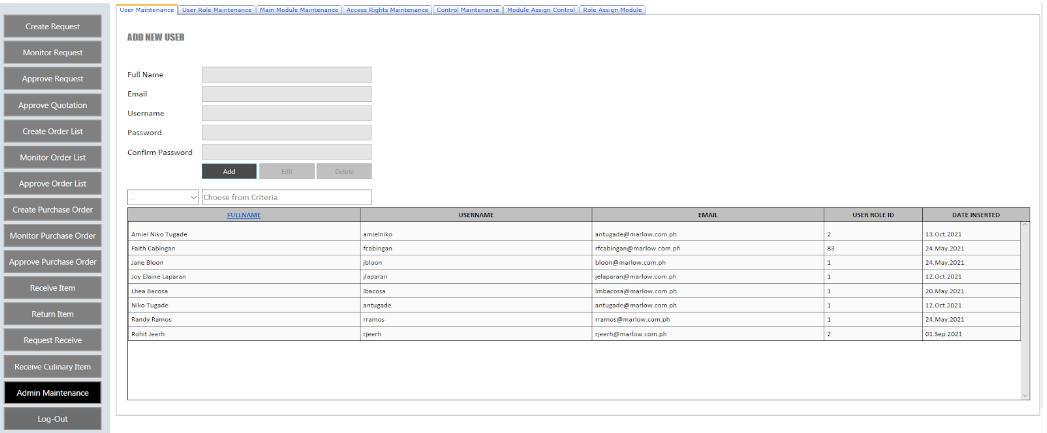 User Maintenance User Role Maintenance Main Module Maintenance Access Rights Maintenance Control Maintenance Module Assign Control Role Assign Module
Create Request
Monitor Request
Approve Request
Approve Quotation
Create Order List
Monitor Order List
Approve Order List
Create Purchase Order
Monitor Purchase Order
Approve Purchase Order
Receive Item
Return Item
Request Receive
Receive Culinary Item
Admin Maintenance
Log-Out
ADD NEW USER
Full Name
Email
Username
Password
Confirm Password
Add Edit Delete
... Choose from Criteria
FULLNAME USERNAME EMAIL USER ROLE ID DATE INSERTED
Amiel Niko Tugade amielniko antugade@marlow.com.ph 2 13.Oct.2021
Faith Cabingan fcabingan rfcabingan@marlow.com.ph 83 24.May.2021
Jane Bloon jbloon bloon@marlow.com.ph 1 24.May.2021
Joy Elaine Laparan jlaparan jelaparan@marlow.com.ph 1 12.Oct.2021
Lhea Bacosa lbacosa lmbacosa@marlow.com.ph 1 20.May.2021
Niko Tugade antugade antugade@marlow.com.ph 1 12.Oct.2021
Randy Ramos rramos rramos@marlow.com.ph 1 24.May.2021
Rohit Jeerh rjeerh rjeerh@marlow.com.ph 2 01.Sep.2021